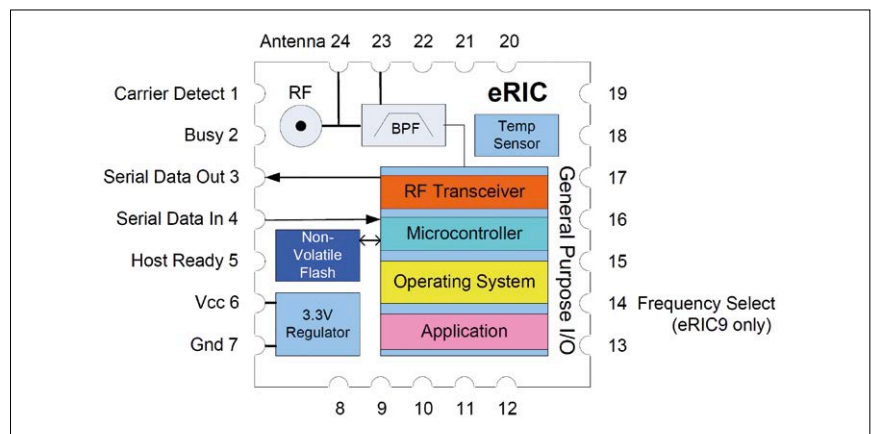 Antenna 24 23 22 21 20
Carrier Detect 1
RF
eRIC
19
Busy 2
BPF
Temp
Sensor
18
Serial Data Out 3
RF Transceiver
17
Serial Data In 4
Microcontroller
16
Non-
Volatile
Flash
Host Ready 5
15
Operating System
Vcc 6
3.3V
Regulator
14 Frequency Select
(eRIC9 only)
Application
Gnd 7
13
General Purpose I/O
8 9 10 11 12